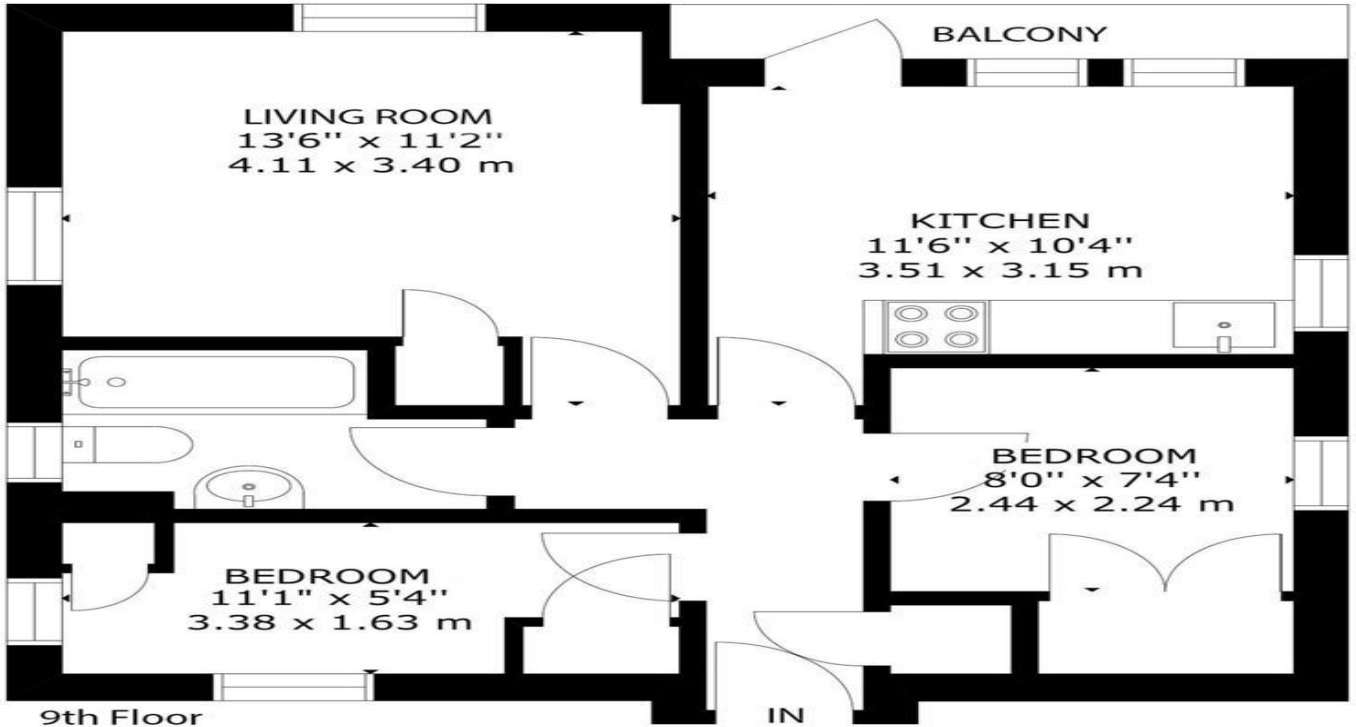 BALCONY
LIVING ROOM
13'6'' x 11'2''
4.11 x 3.40 m
KITCHEN
11'6'' x 10'4''
3.51 x 3.15 m
BEDROOM
8'0'' x 7'4''
2.44 x 2.24 m
BEDROOM
11'1" x 5'4''
3.38 x 1.63 m
9th Floor
IN